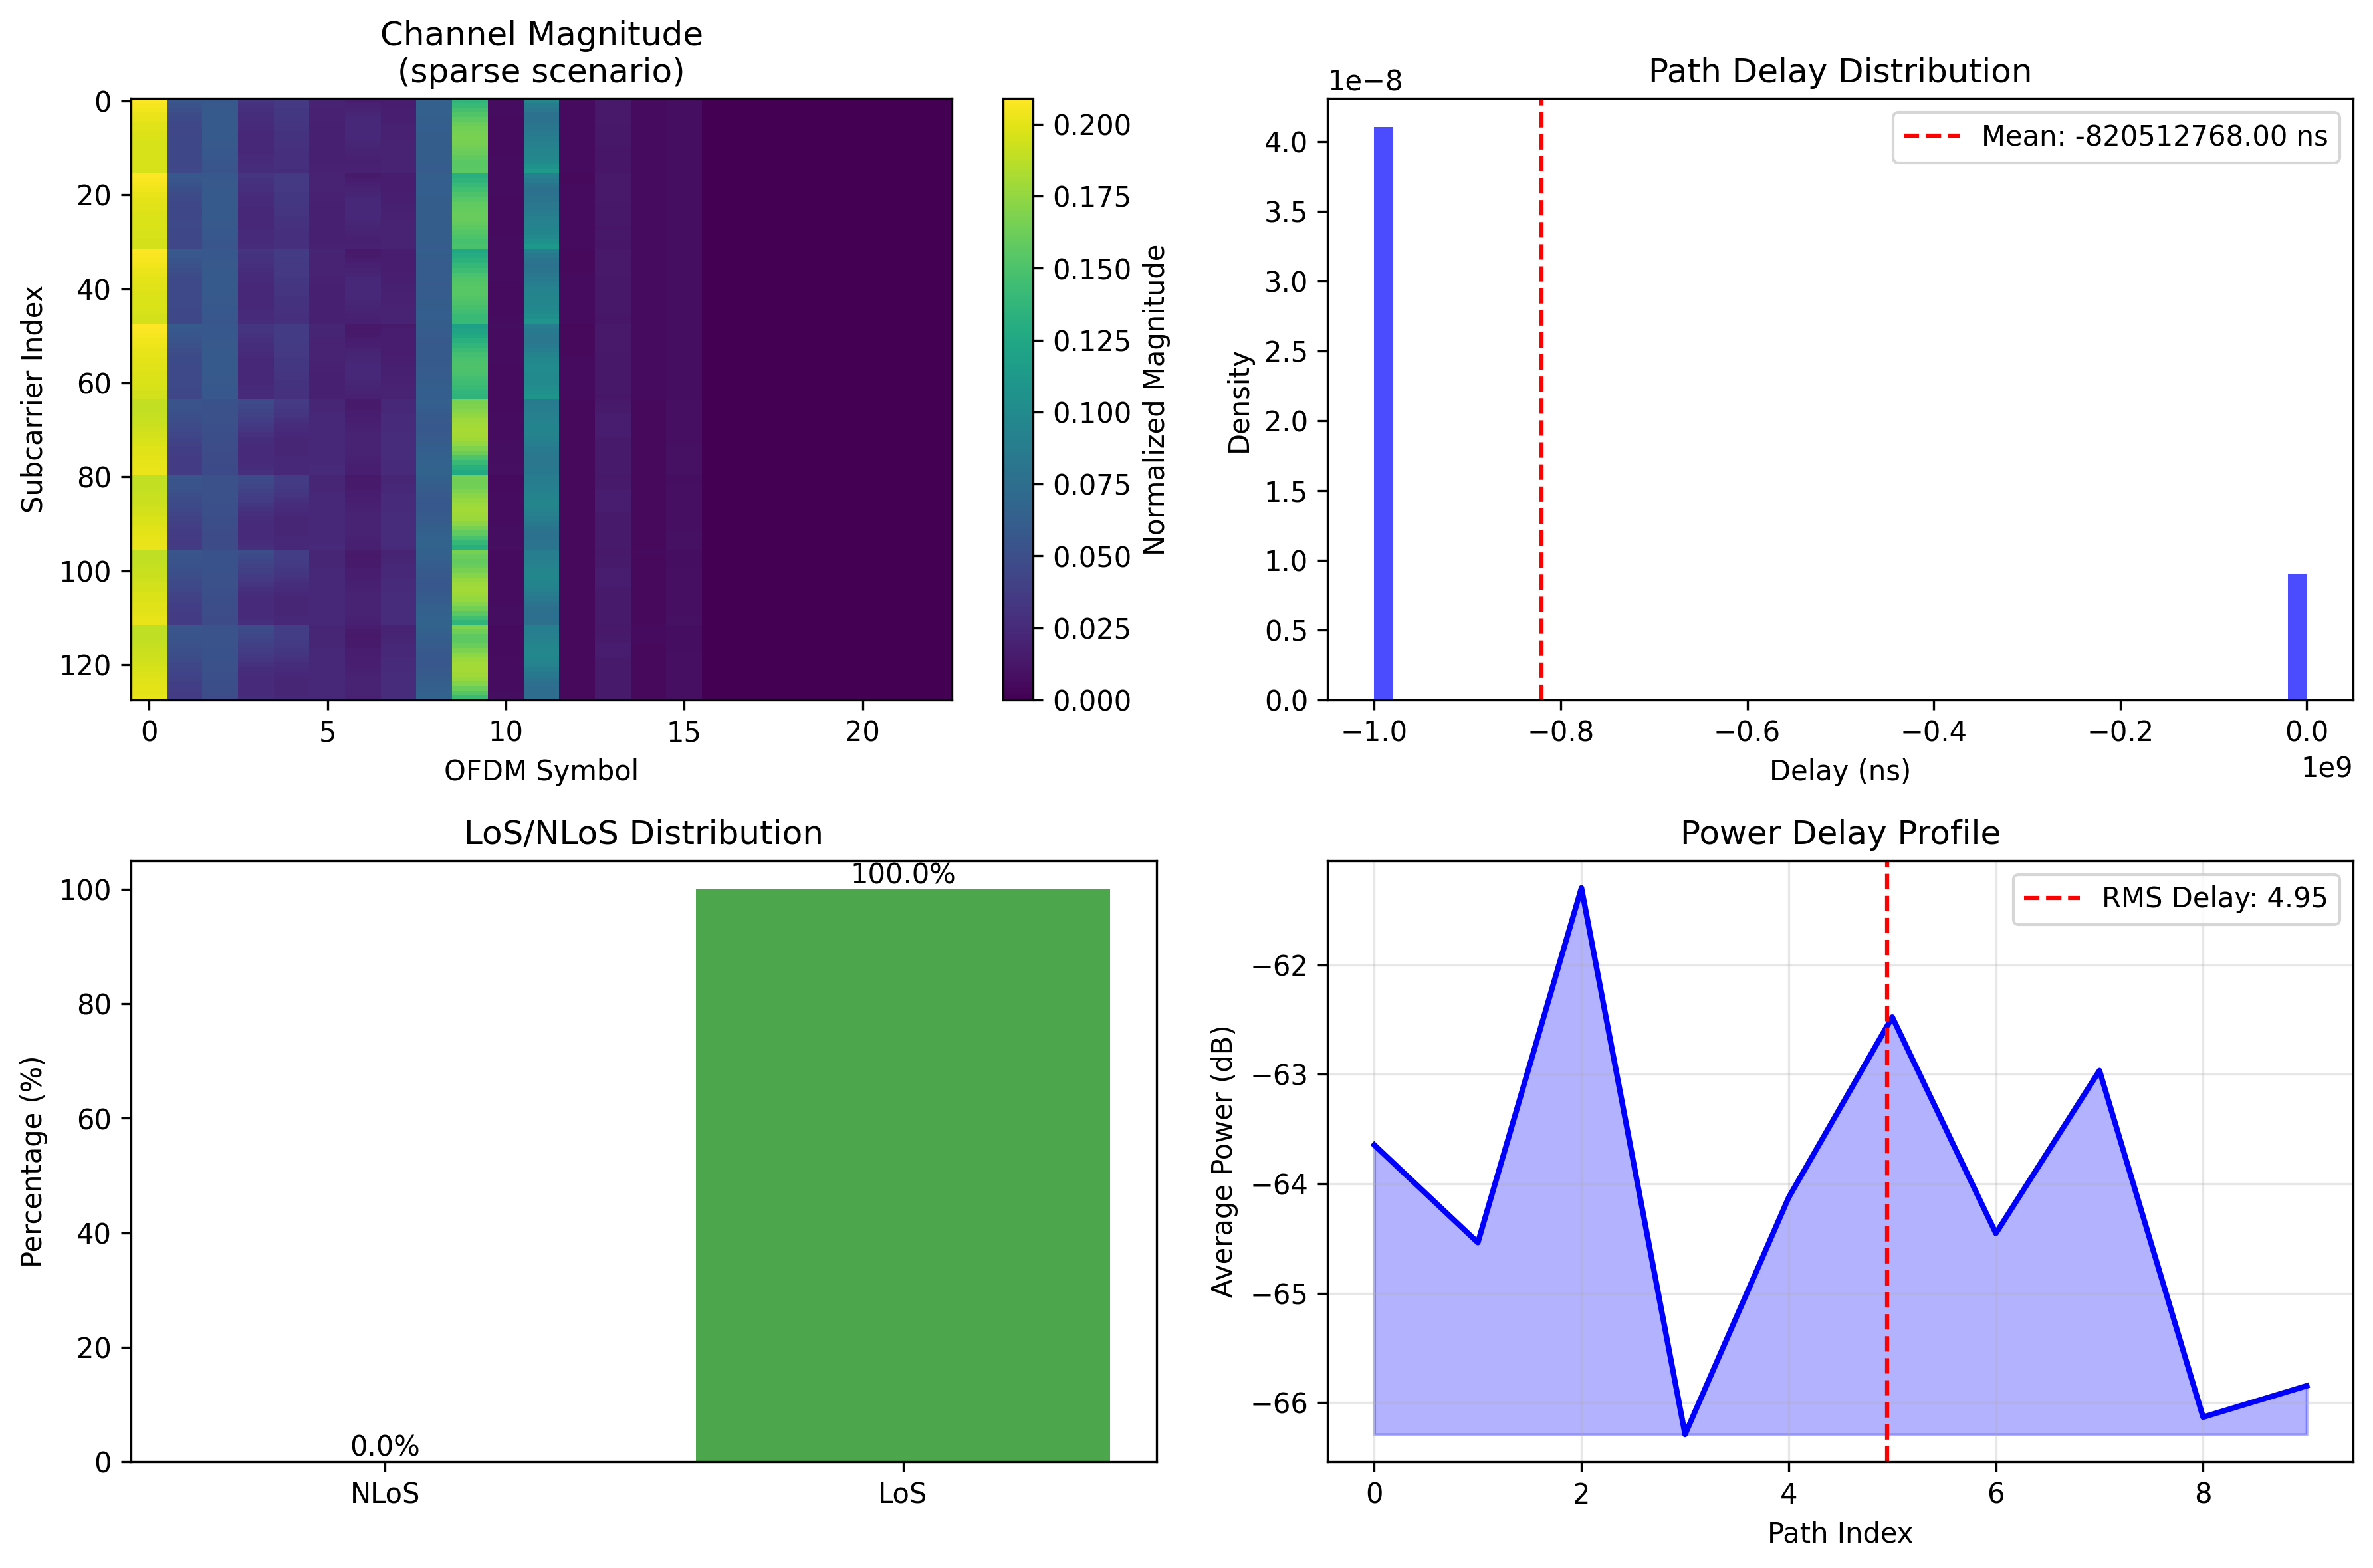 Channel Magnitude
(sparse scenario)
0
20
40
60
80
100
120
Subcarrier Index
0
5
10
15
20
OFDM Symbol
0.200
0.175
0.150
0.125
0.100
0.075
0.050
0.025
0.000
Normalized Magnitude
Path Delay Distribution
1e−8
4.0
3.5
3.0
2.5
2.0
1.5
1.0
0.5
0.0
Density
Mean: -820512768.00 ns
−1.0
−0.8
−0.6
−0.4
−0.2
0.0
1e9
Delay (ns)
LoS/NLoS Distribution
100
80
60
40
20
0
Percentage (%)
0.0%
100.0%
NLoS
LoS
Power Delay Profile
−62
−63
−64
−65
−66
Average Power (dB)
RMS Delay: 4.95
0
2
4
6
8
Path Index